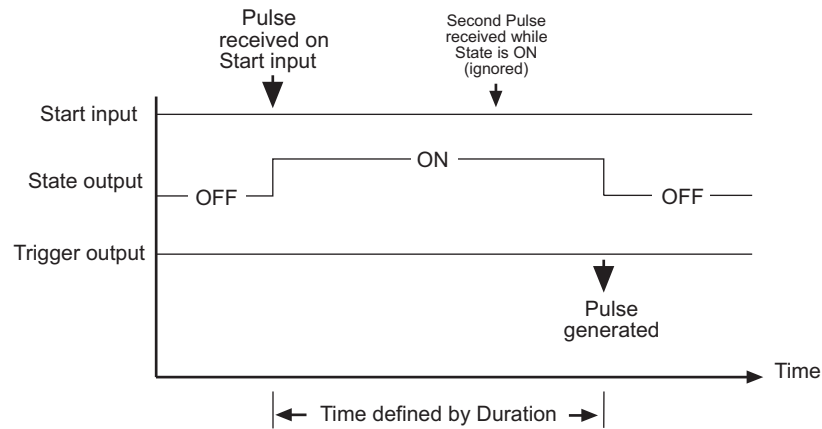 Pulse
received on
Start input
Second Pulse
received while
State is ON
(ignored)
Start input
State output
OFF
ON
OFF
Trigger output
Pulse
generated
Time
Time defined by Duration